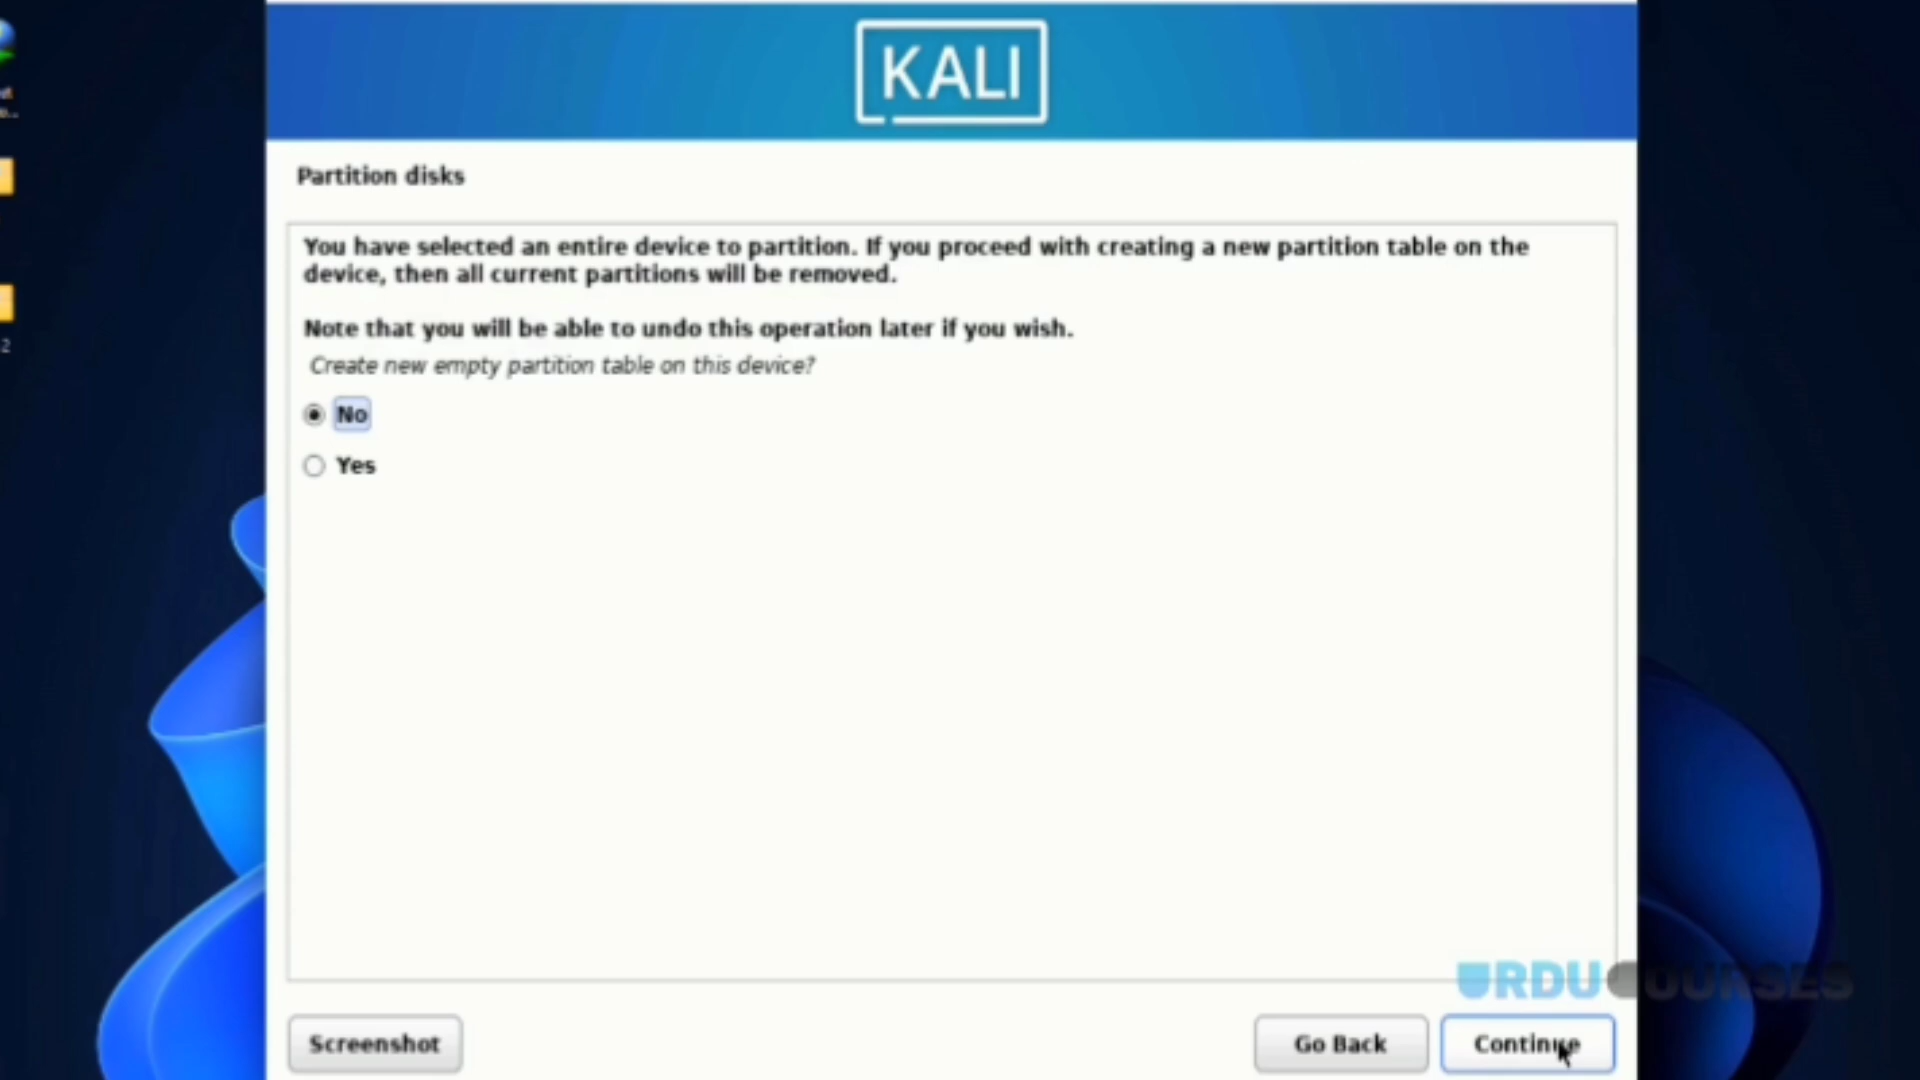 KALI
Partition disks
You have selected an entire device to partition. If you proceed with creating a new partition table on the
device, then all current partitions will be removed.
Note that you will be able to undo this operation later if you wish.
Create new empty partition table on this device?
No
Yes
URDU COURSES
Screenshot
Go Back
Continue